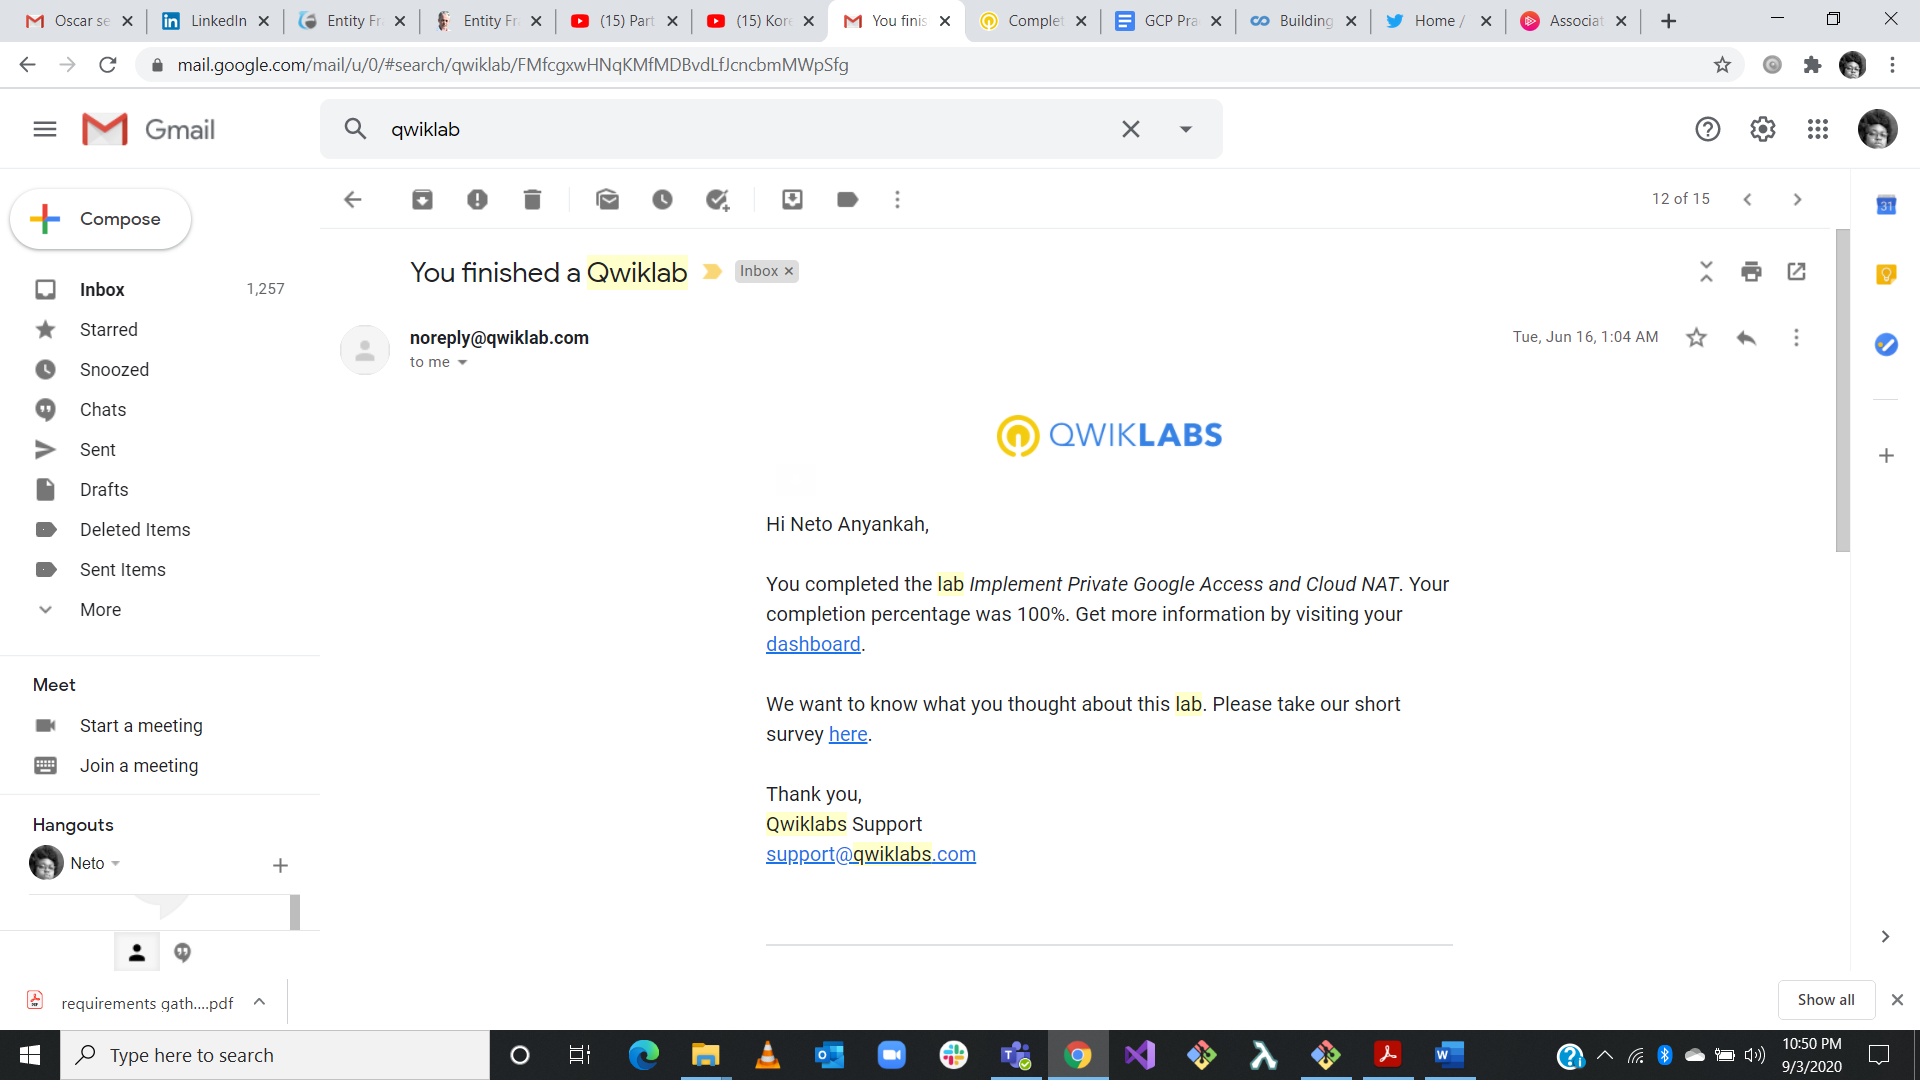 Oscar se
LinkedIn
Entity Fr
Entity Fr
(15) Part
(15) Kore
You finis
Complet
GCP Pra
Building
Home /
Associat
mail.google.com/mail/u/0/#search/qwiklab/FMfcgxwHNqKMfMDBvdLfJcncbmMWpSfg
Gmail
qwiklab
Compose
12 of 15
31
You finished a Qwiklab
Inbox
Inbox 1,257
Starred
Snoozed
Chats
Sent
Drafts
Deleted Items
Sent Items
More
noreply@qwiklab.com
to me
Tue, Jun 16, 1:04 AM
QWIKLABS
Hi Neto Anyankah,
You completed the lab Implement Private Google Access and Cloud NAT. Your
completion percentage was 100%. Get more information by visiting your
dashboard.
We want to know what you thought about this lab. Please take our short
survey here.
Thank you,
Qwiklabs Support
support@qwiklabs.com
Meet
Start a meeting
Join a meeting
Hangouts
Neto
requirements gath....pdf
Show all
Type here to search
10:50 PM
9/3/2020